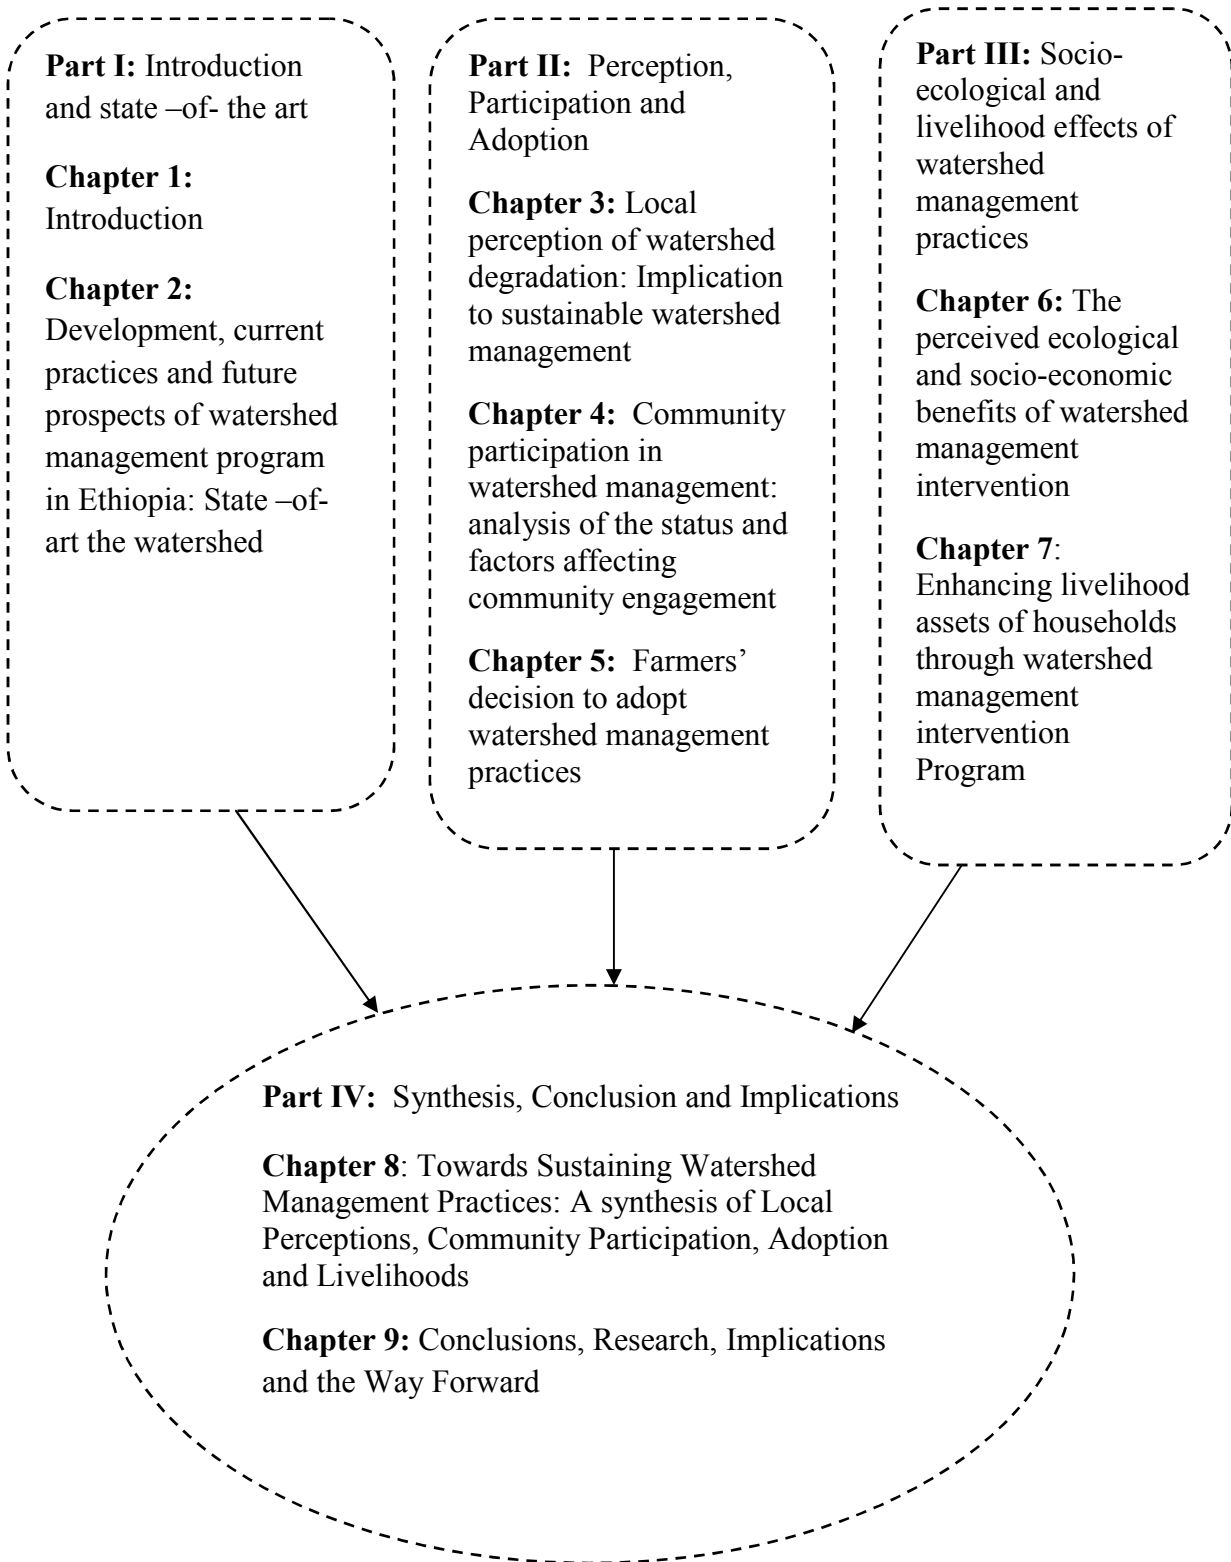 Part I: Introduction
and state –of- the art
Chapter 1:
Introduction
Chapter 2:
Development, current
practices and future
prospects of watershed
management program
in Ethiopia: State –of-
art the watershed
Part II: Perception,
Participation and
Adoption
Chapter 3: Local
perception of watershed
degradation: Implication
to sustainable watershed
management
Chapter 4: Community
participation in
watershed management:
analysis of the status and
factors affecting
community engagement
Chapter 5: Farmers’
decision to adopt
watershed management
practices
Part III: Socio-
ecological and
livelihood effects of
watershed
management
practices
Chapter 6: The
perceived ecological
and socio-economic
benefits of watershed
management
intervention
Chapter 7:
Enhancing livelihood
assets of households
through watershed
management
intervention
Program
Part IV: Synthesis, Conclusion and Implications
Chapter 8: Towards Sustaining Watershed
Management Practices: A synthesis of Local
Perceptions, Community Participation, Adoption
and Livelihoods
Chapter 9: Conclusions, Research, Implications
and the Way Forward